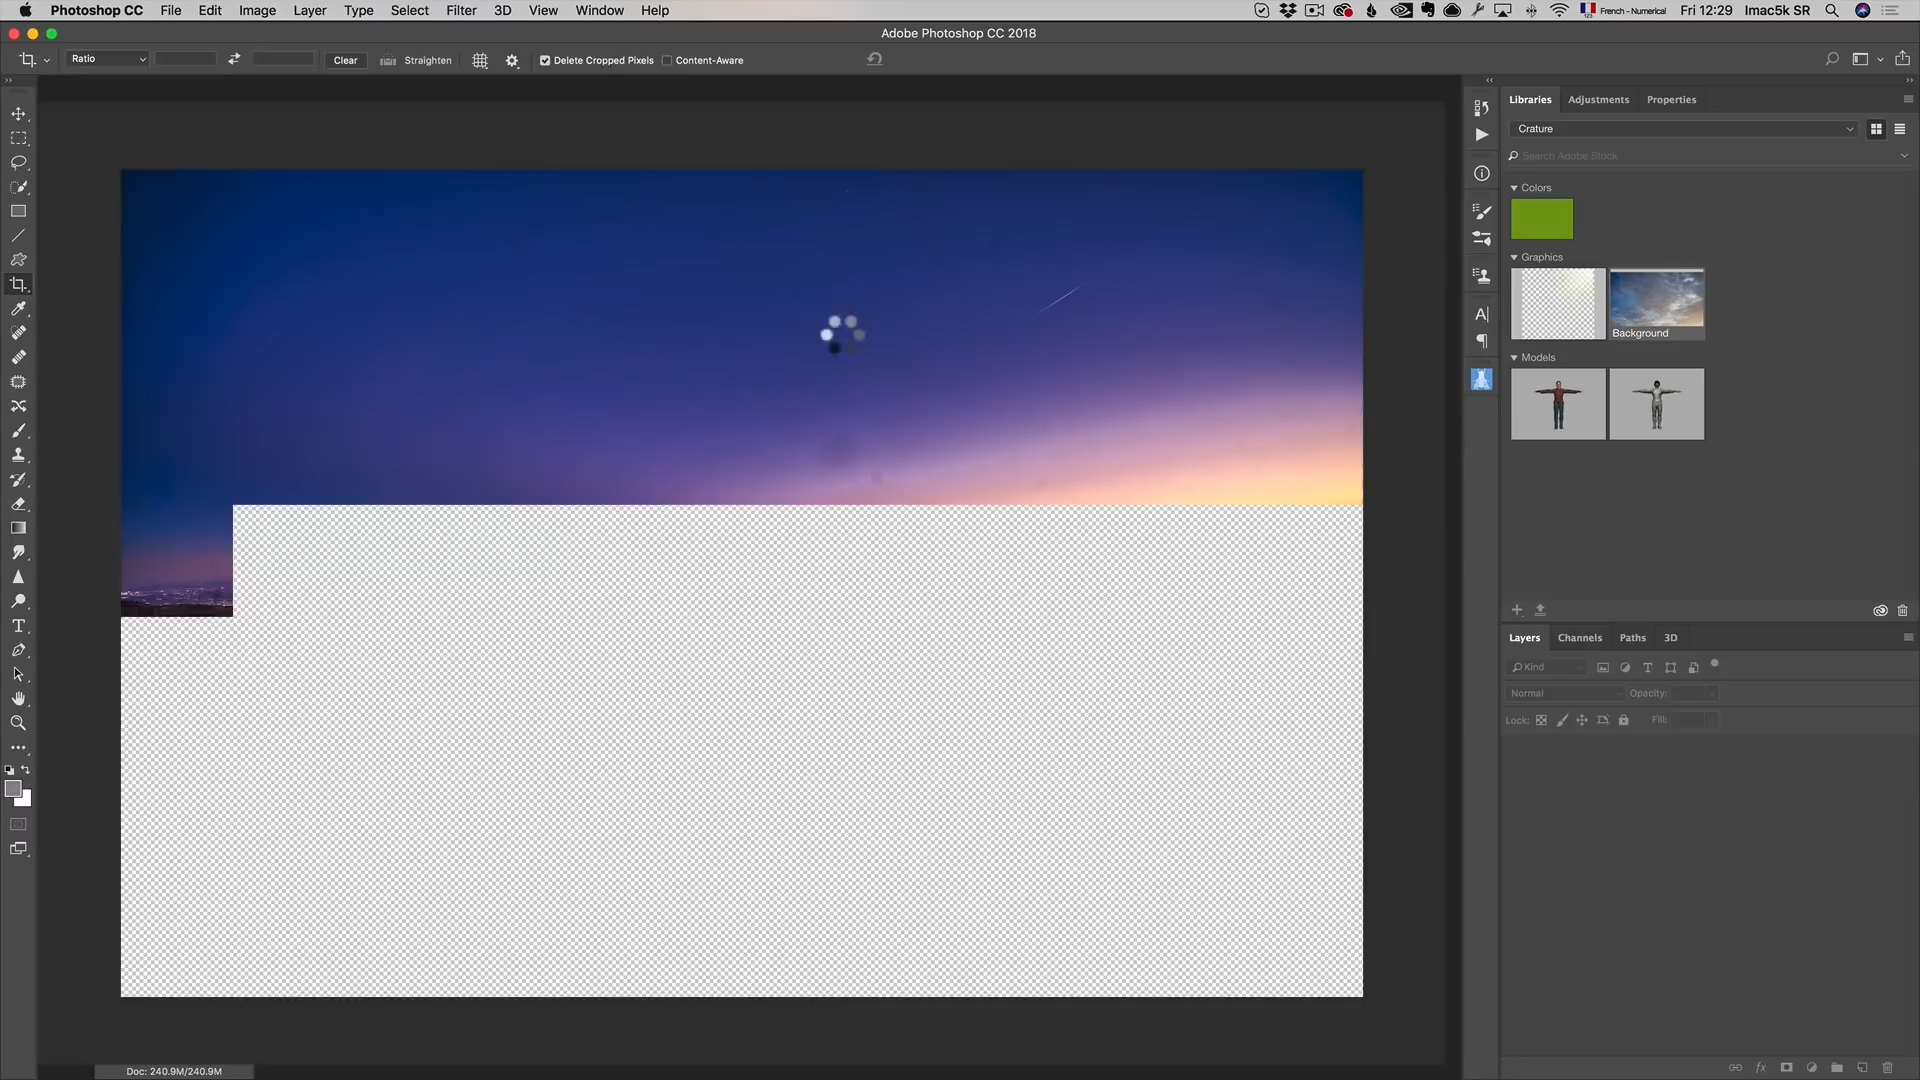 Photoshop CC File Edit Image Layer Type Select Filter 3D View Window Help French - Numerical Fri 12:29 Imac5k SR
Adobe Photoshop CC 2018
Ratio Clear Straighten Delete Cropped Pixels Content-Aware
Libraries Adjustments Properties
Crature
Search Adobe Stock
Colors
Graphics
Background
Models
Layers Channels Paths 3D
Kind
Normal Opacity:
Lock: Fill:
Doc: 240.9M/240.9M